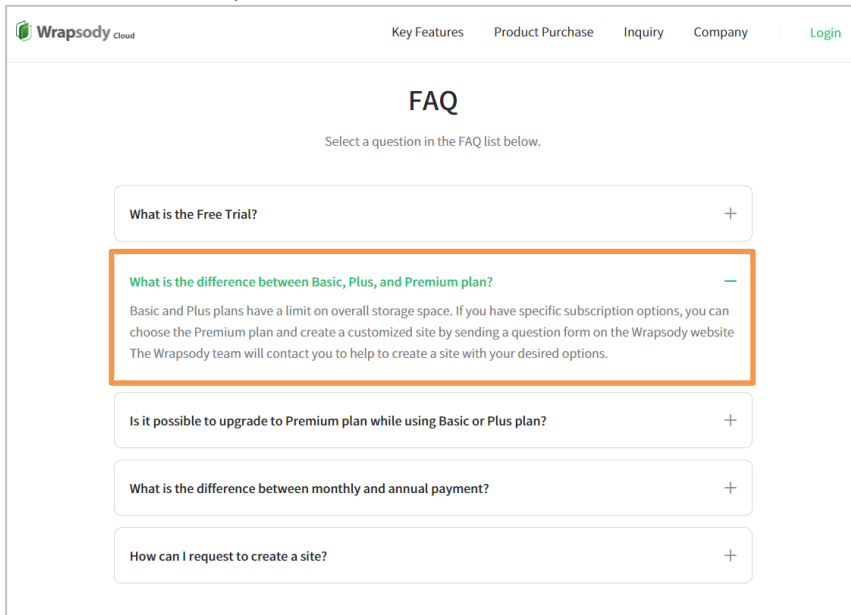 Wrapsody Cloud
Key Features Product Purchase Inquiry Company Login
FAQ
Select a question in the FAQ list below.
What is the Free Trial?
What is the difference between Basic, Plus, and Premium plan?
Basic and Plus plans have a limit on overall storage space. If you have specific subscription options, you can
choose the Premium plan and create a customized site by sending a question form on the Wrapsody website
The Wrapsody team will contact you to help to create a site with your desired options.
Is it possible to upgrade to Premium plan while using Basic or Plus plan?
What is the difference between monthly and annual payment?
How can I request to create a site?